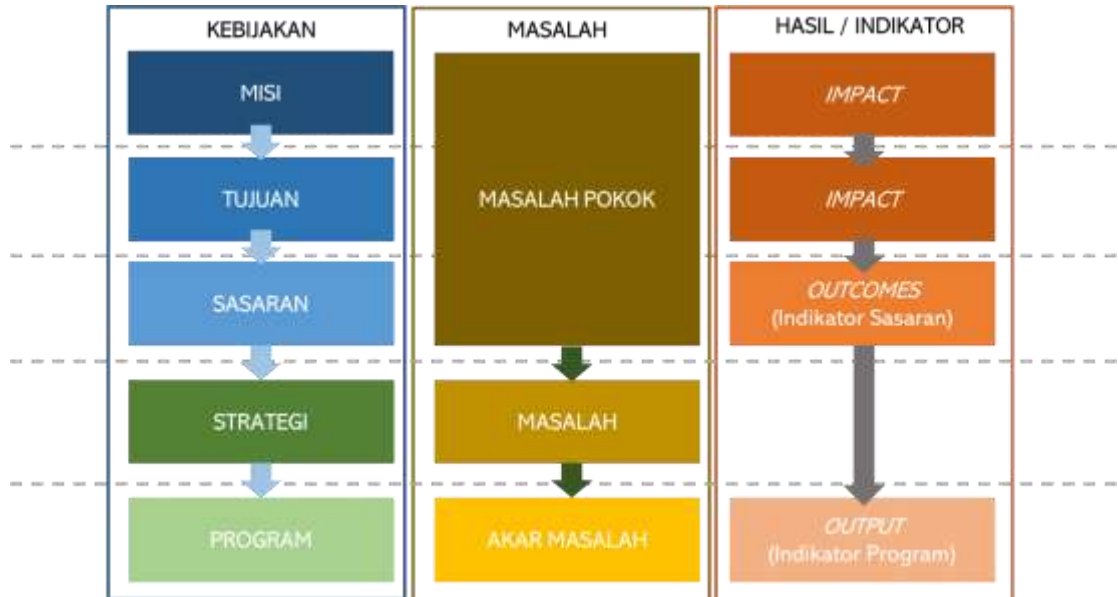 KEBIJAKAN
MISI
TUJUAN
SASARAN
STRATEGI
PROGRAM
MASALAH
MASALAH POKOK
MASALAH
AKAR MASALAH
HASIL / INDIKATOR
IMPACT
IMPACT
OUTCOMES
(Indikator Sasaran)
OUTPUT
(Indikator Program)